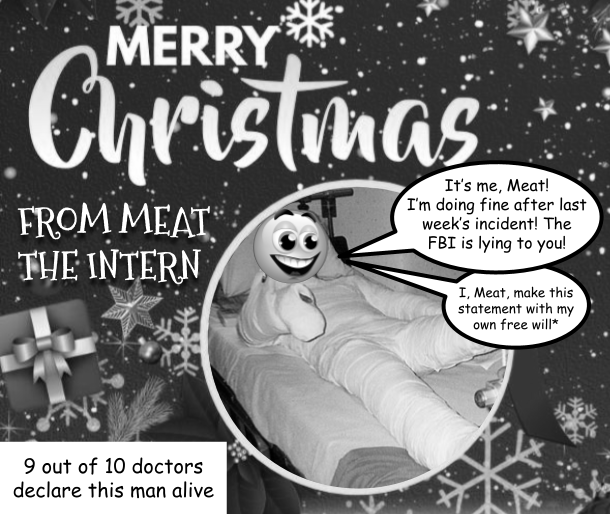 MERRY
Christmas
FROM MEAT
THE INTERN
It's me, Meat!
I'm doing fine after last
week's incident! The
FBI is lying to you!
I, Meat, make this
statement with my
own free will*
9 out of 10 doctors
declare this man alive